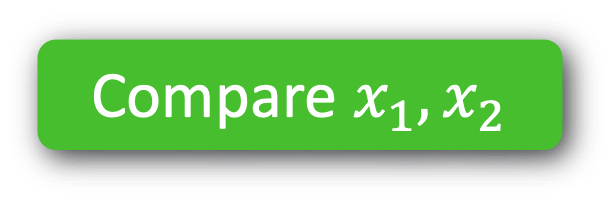 Compare x₁, x₂